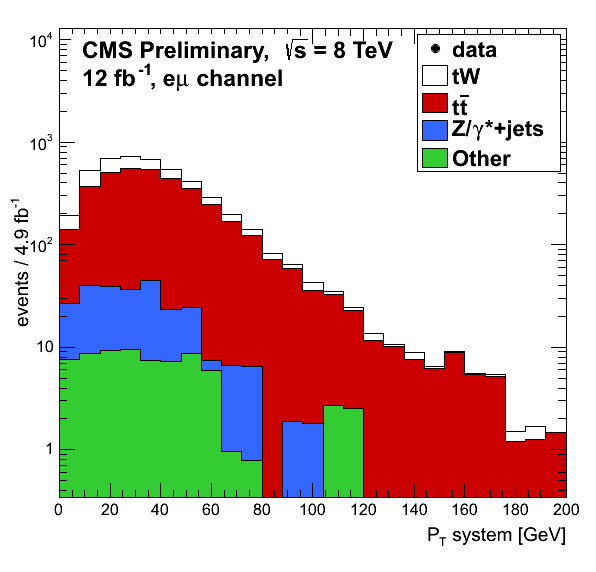 CMS Preliminary, √s = 8 TeV
12 fb⁻¹, eμ channel
data
tW
tt̄
Z/γ*+jets
Other
events / 4.9 fb⁻¹
10⁴
10³
10²
10
1
0 20 40 60 80 100 120 140 160 180 200
P_T system [GeV]